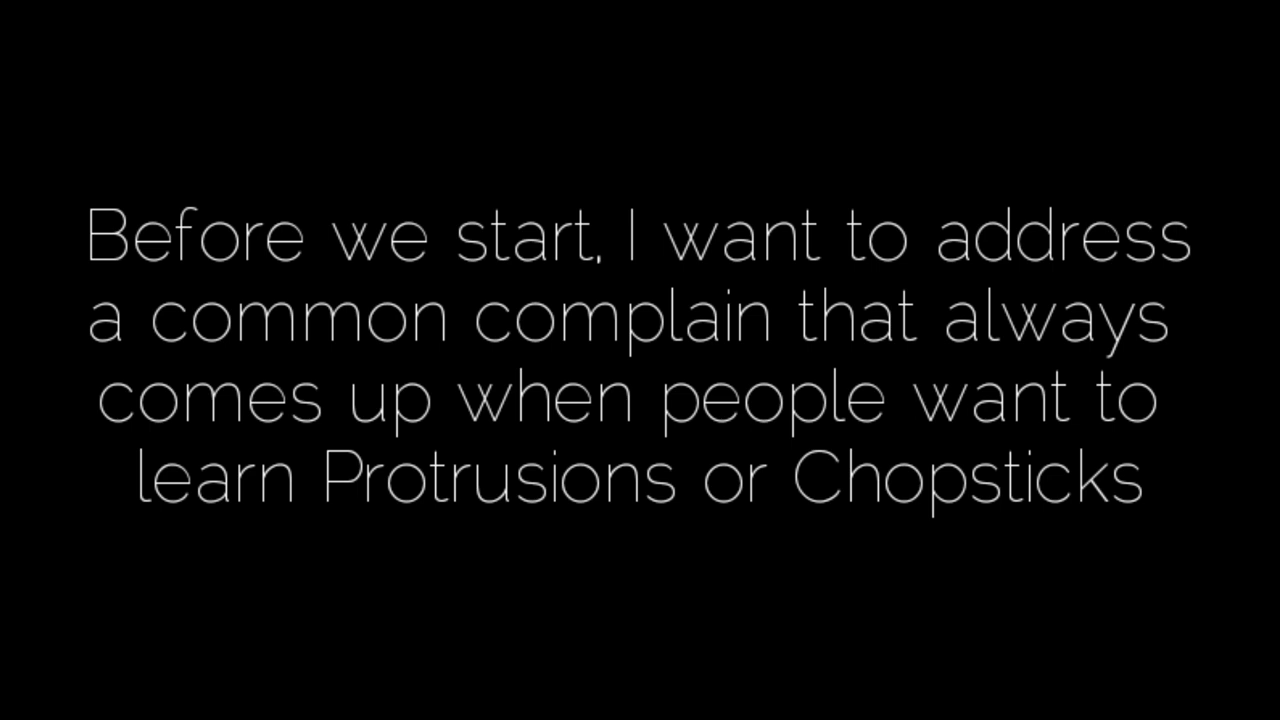 Before we start, I want to address
a common complain that always
comes up when people want to
learn Protrusions or Chopsticks